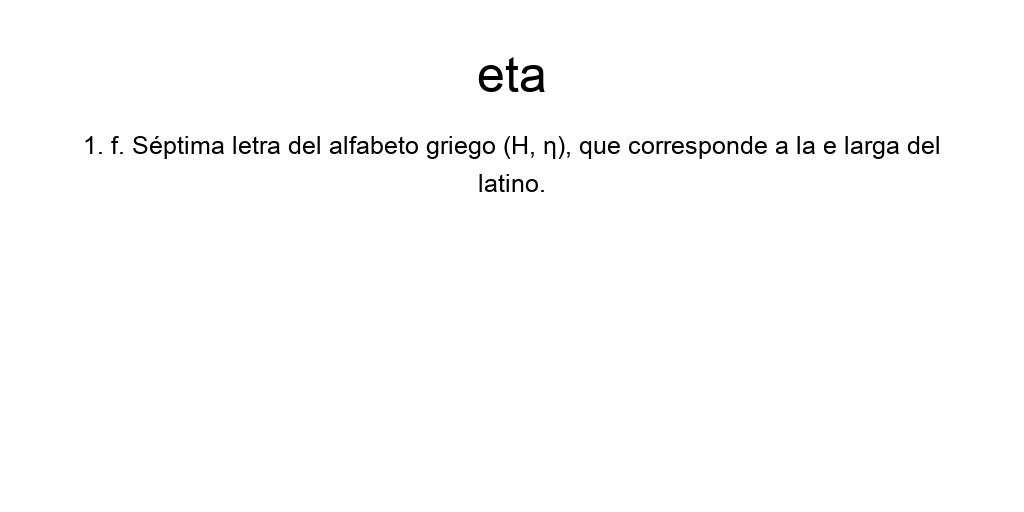 eta
1. f. Séptima letra del alfabeto griego (Η, η), que corresponde a la e larga del
latino.